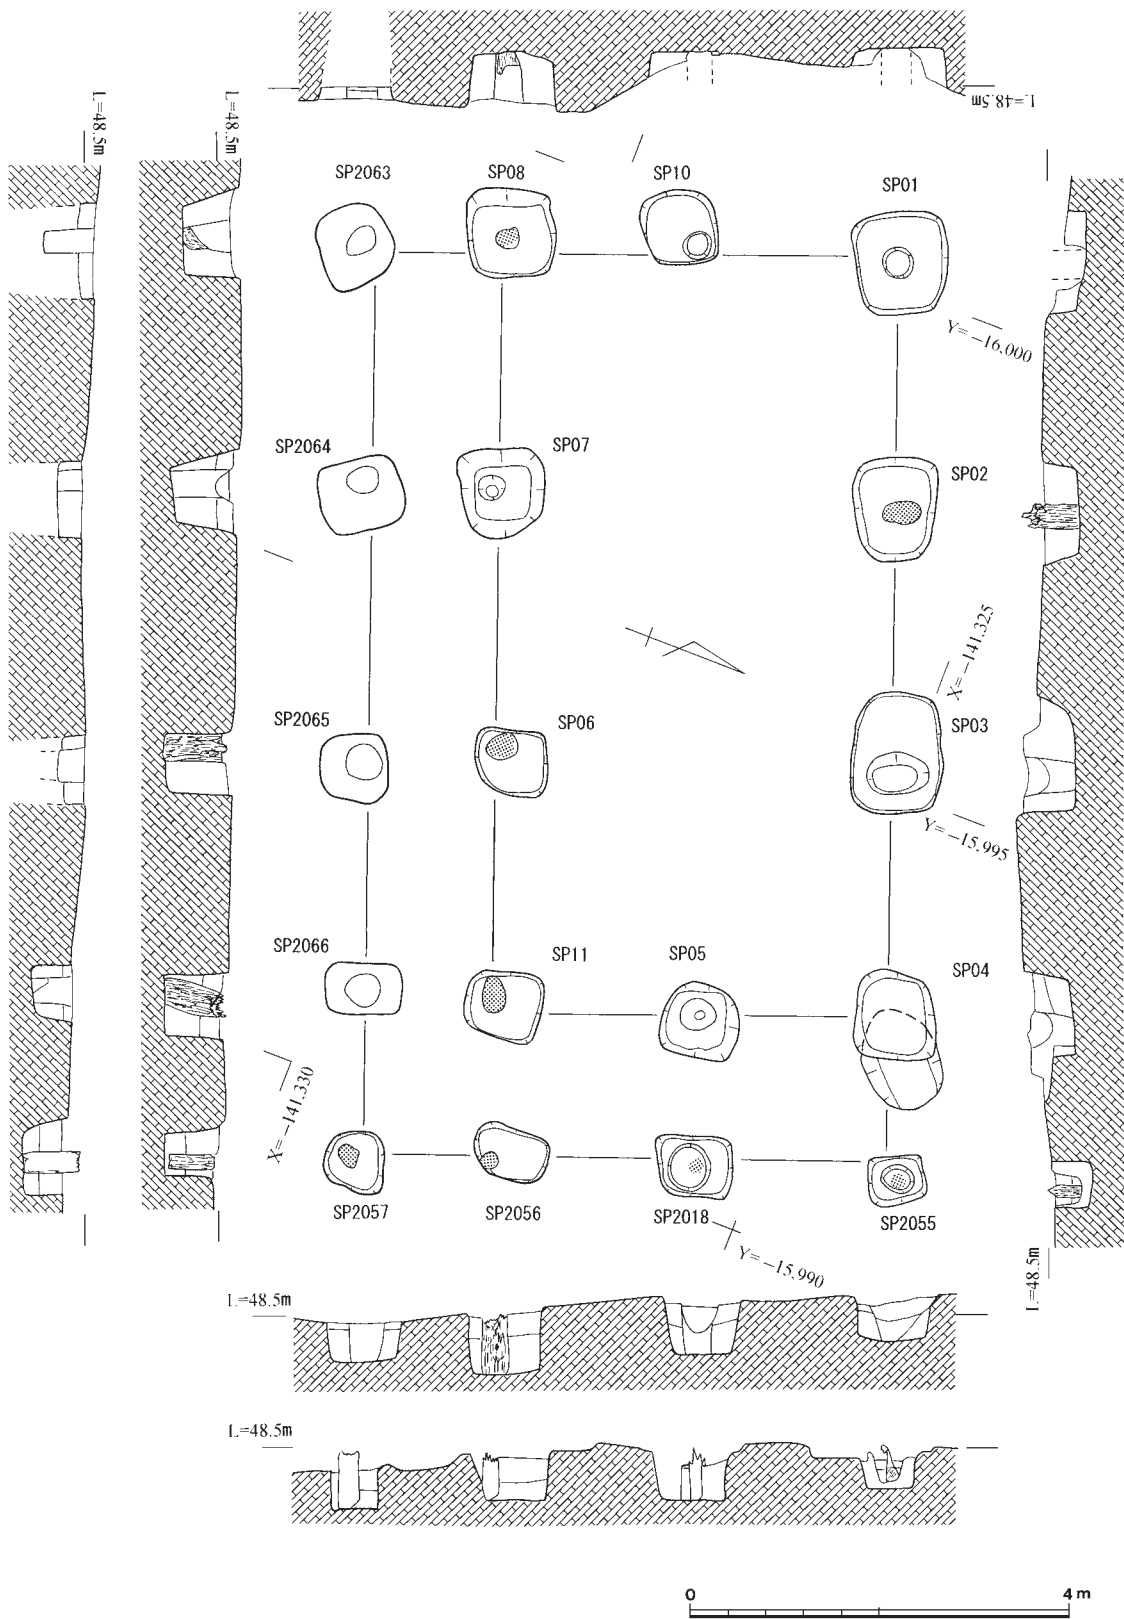 L=48.5m
L=48.5m
L=48.5m
SP2063
SP08
SP10
SP01
Y=-16.000
SP2064
SP07
SP02
X=-141.325
SP2065
SP06
SP03
Y=-15.995
SP2066
SP11
SP05
SP04
X=-141.330
SP2057
SP2056
SP2018
SP2055
Y=-15.990
L=48.5m
L=48.5m
L=48.5m
0
4m